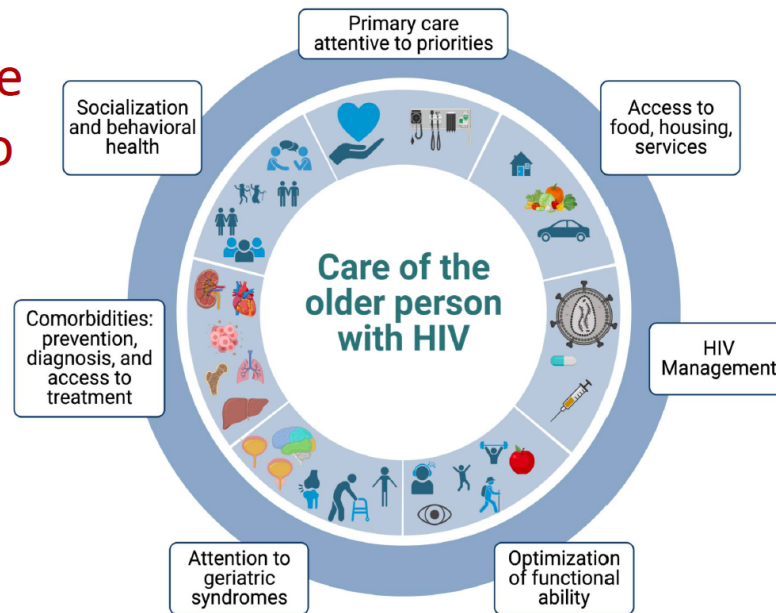 Primary care
attentive to priorities
Socialization
and behavioral
health
Access to
food, housing,
services
Care of the
older person
with HIV
Comorbidities:
prevention,
diagnosis, and
access to
treatment
HIV
Management
Attention to
geriatric
syndromes
Optimization
of functional
ability